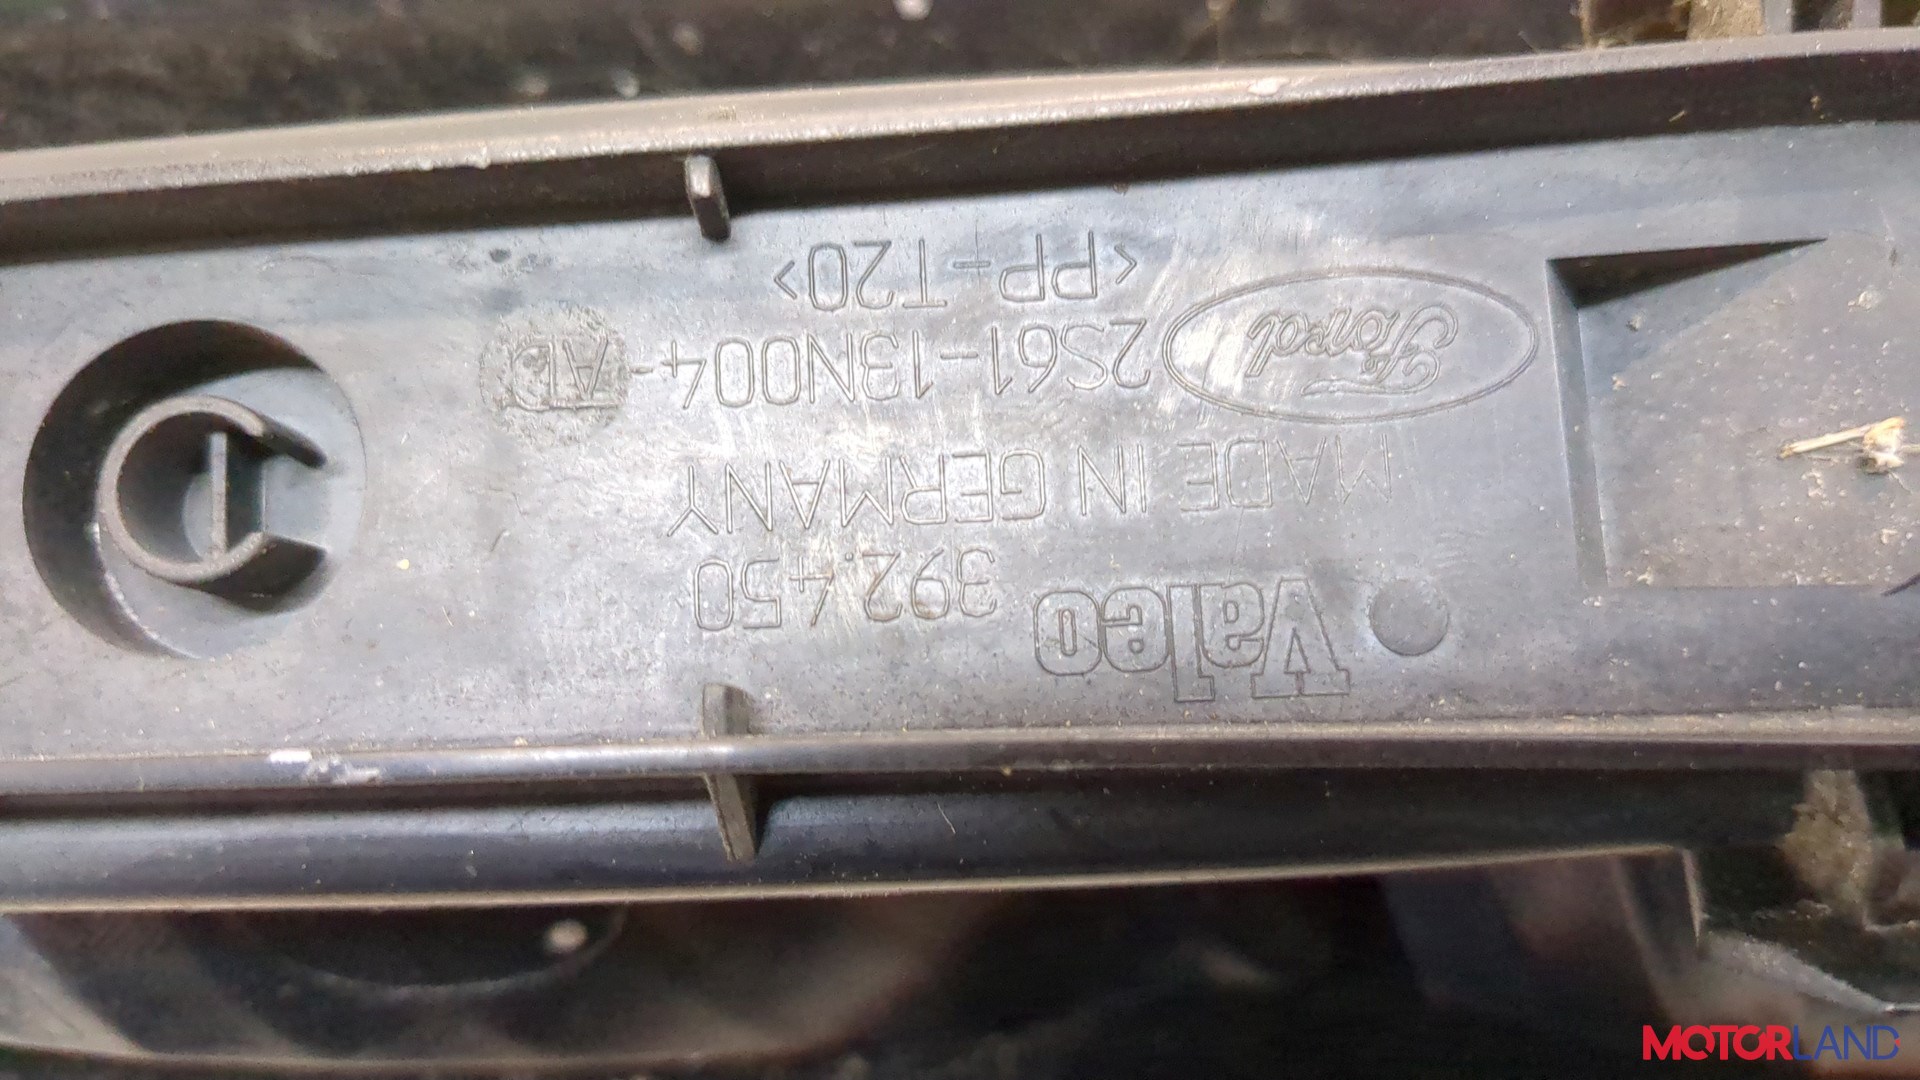 Valeo 392.450
MADE IN GERMANY
Ford 2S61-13N004-AD
<PP-T20>
MOTORLAND